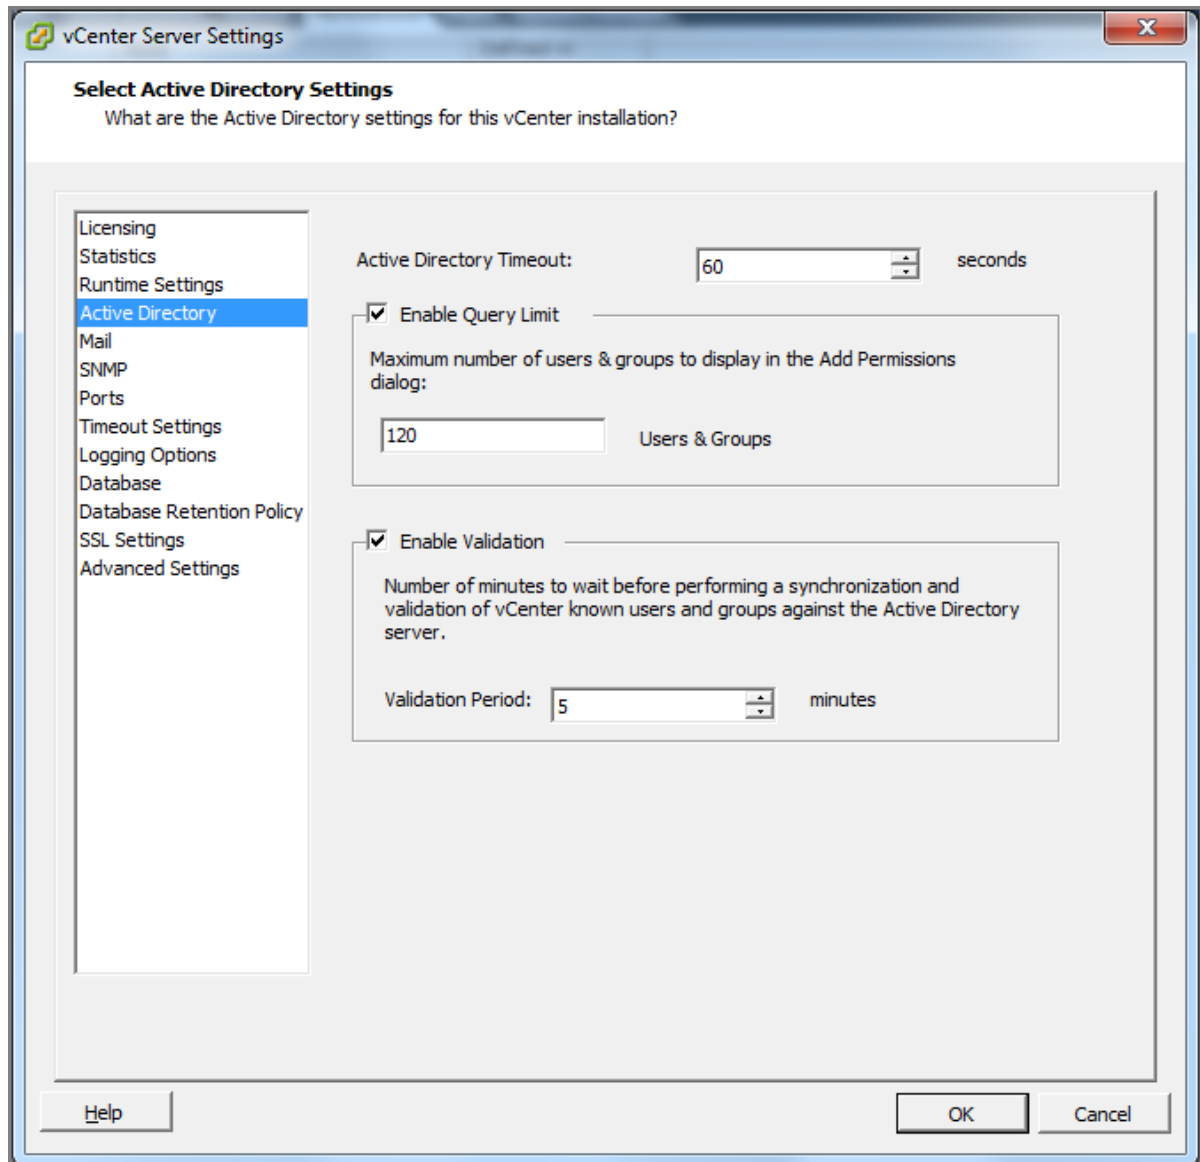 vCenter Server Settings
Select Active Directory Settings
What are the Active Directory settings for this vCenter installation?
Licensing
Statistics
Runtime Settings
Active Directory
Mail
SNMP
Ports
Timeout Settings
Logging Options
Database
Database Retention Policy
SSL Settings
Advanced Settings
Active Directory Timeout: 60 seconds
Enable Query Limit
Maximum number of users & groups to display in the Add Permissions
dialog:
120 Users & Groups
Enable Validation
Number of minutes to wait before performing a synchronization and
validation of vCenter known users and groups against the Active Directory
server.
Validation Period: 5 minutes
Help OK Cancel